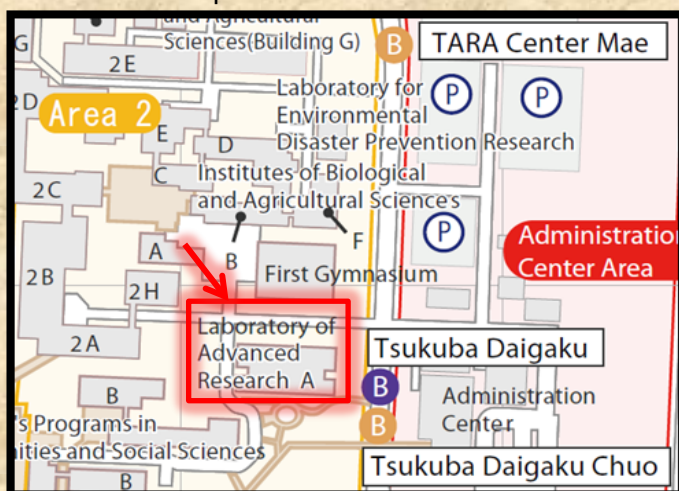 and Agricultural
Sciences(Building G)
B
TARA Center Mae
G
2E
P
P
Laboratory for
Environmental
Disaster Prevention Research
2D
Area 2
E
D
C
Institutes of Biological
and Agricultural Sciences
2C
P
F
Administration
Center Area
A
B
First Gymnasium
2B
2H
Laboratory of
Advanced
Research A
2A
Tsukuba Daigaku
B
B
Administration
Center
B
's Programs in
ities and Social Sciences
Tsukuba Daigaku Chuo
B